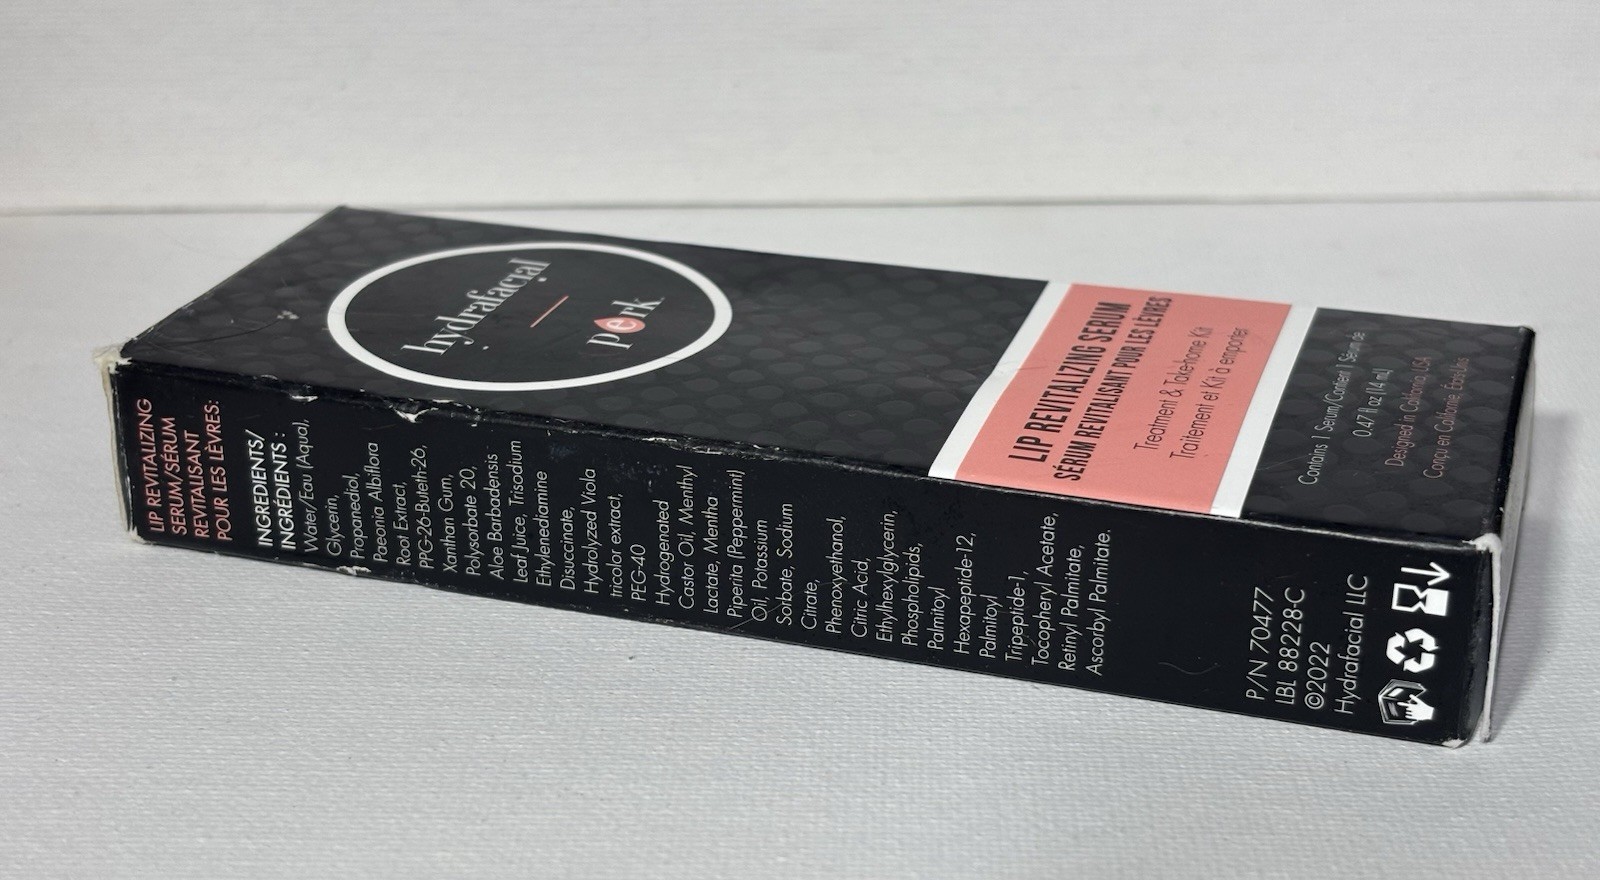 hydrafacial
perk
LIP REVITALIZING SERUM
SÉRUM REVITALISANT POUR LES LÈVRES
Treatment & Take-home Kit
Traitement et Kit à emporter
Contains 1 Serum/Contient 1 Sérum de
0.47 fl oz (14 mL)
Designed in California, USA
Conçu en Californie, États-Unis
LIP REVITALIZING
SERUM/SÉRUM
REVITALISANT
POUR LES LÈVRES:
INGREDIENTS/
INGRÉDIENTS :
Water/Eau (Aqua),
Glycerin,
Propanediol,
Paeonia Albiflora
Root Extract,
PPG-26-Buteth-26,
Xanthan Gum,
Polysorbate 20,
Aloe Barbadensis
Leaf Juice, Trisodium
Ethylenediamine
Disuccinate,
Hydrolyzed Viola
tricolor extract,
PEG-40
Hydrogenated
Castor Oil, Menthyl
Lactate, Mentha
Piperita (Peppermint)
Oil, Potassium
Sorbate, Sodium
Citrate,
Phenoxyethanol,
Citric Acid,
Ethylhexylglycerin,
Phospholipids,
Palmitoyl
Hexapeptide-12,
Palmitoyl
Tripeptide-1,
Tocopheryl Acetate,
Retinyl Palmitate,
Ascorbyl Palmitate.
P/N 70477
LBL 88228-C
©2022
Hydrafacial LLC